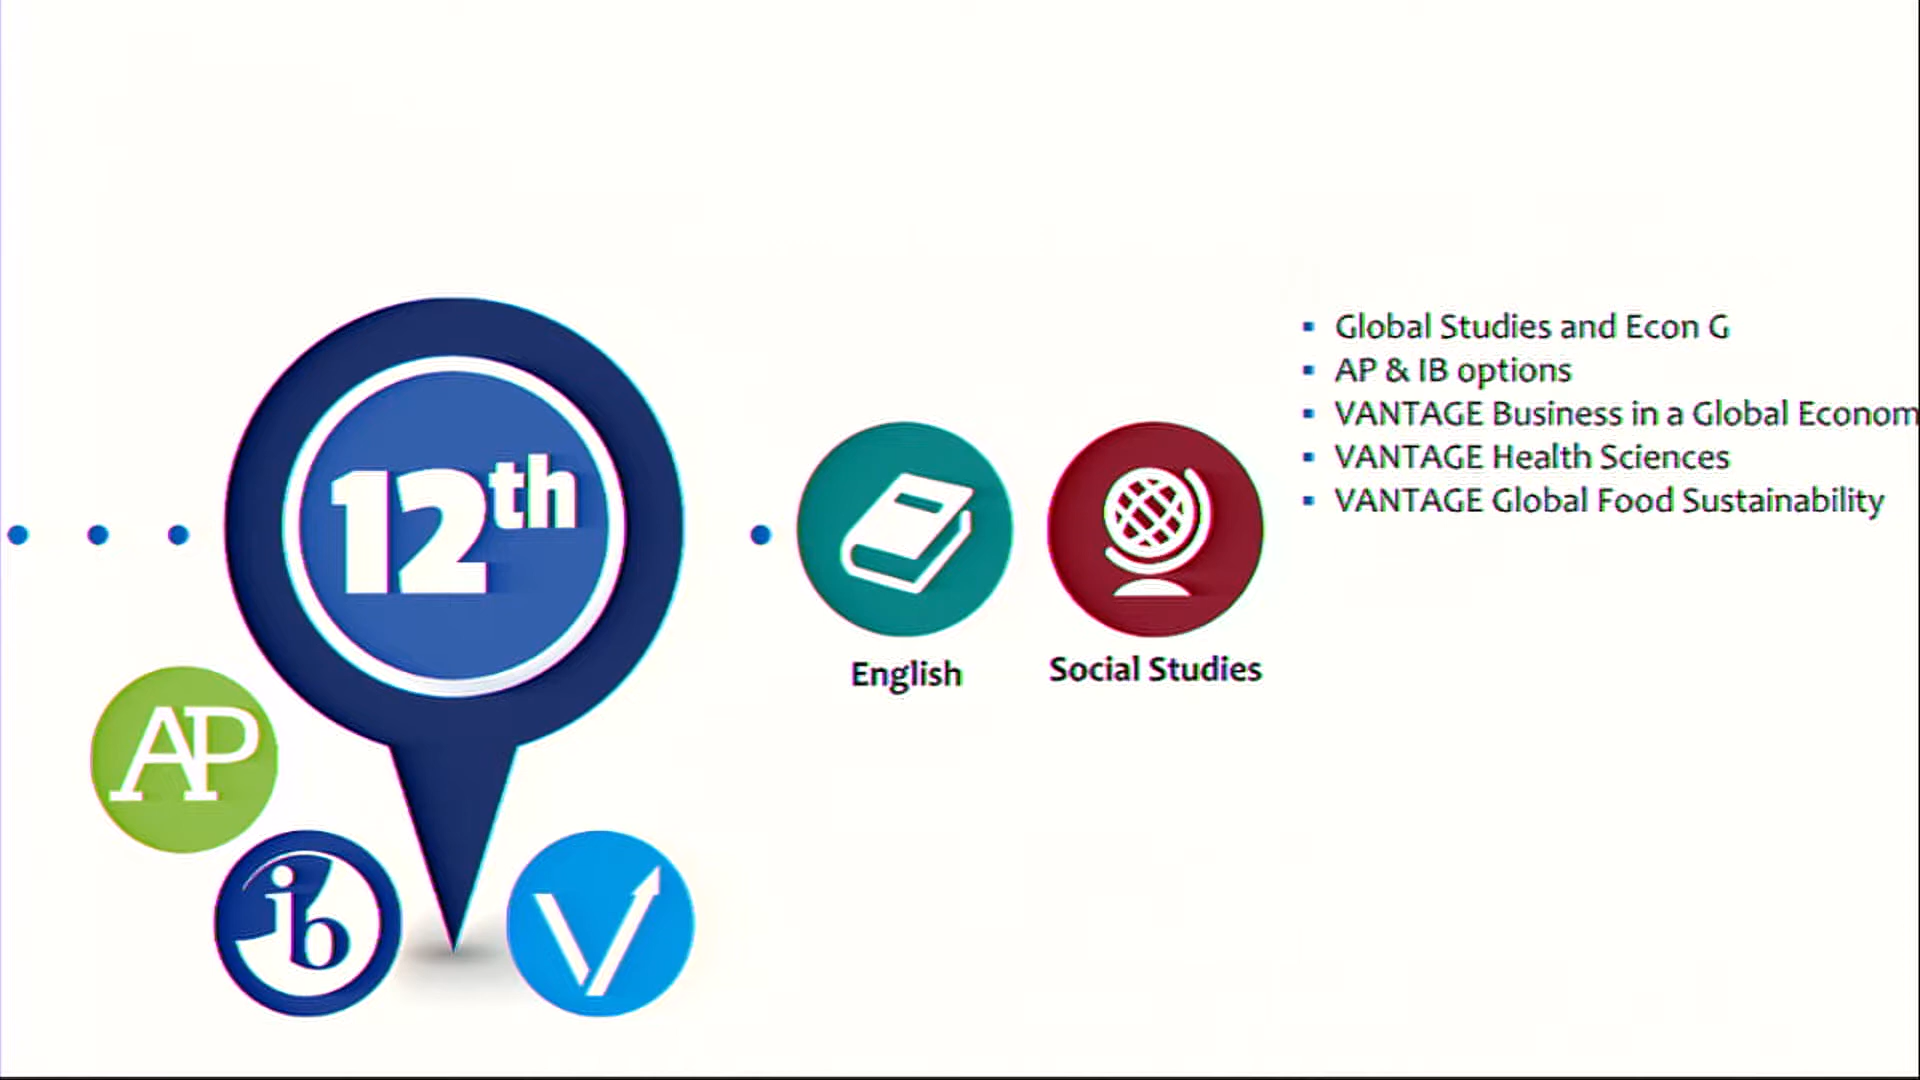 12th
AP
ib
V
English
Social Studies
Global Studies and Econ G
AP & IB options
VANTAGE Business in a Global Econom
VANTAGE Health Sciences
VANTAGE Global Food Sustainability